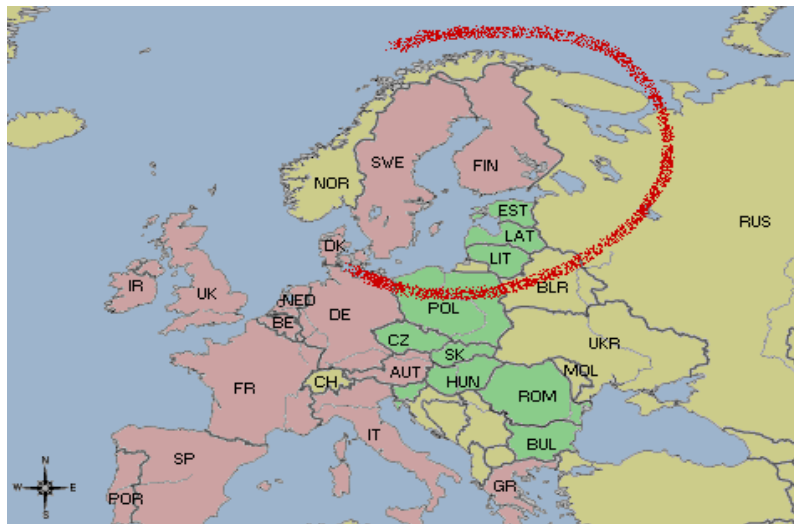 SWE
FIN
NOR
EST
RUS
LAT
DK
LIT
IR
UK
NED
BLR
BE
DE
POL
CZ
UKR
SK
AUT
MOL
CH
HUN
FR
ROM
IT
BUL
SP
GR
POR
N
W
E
S